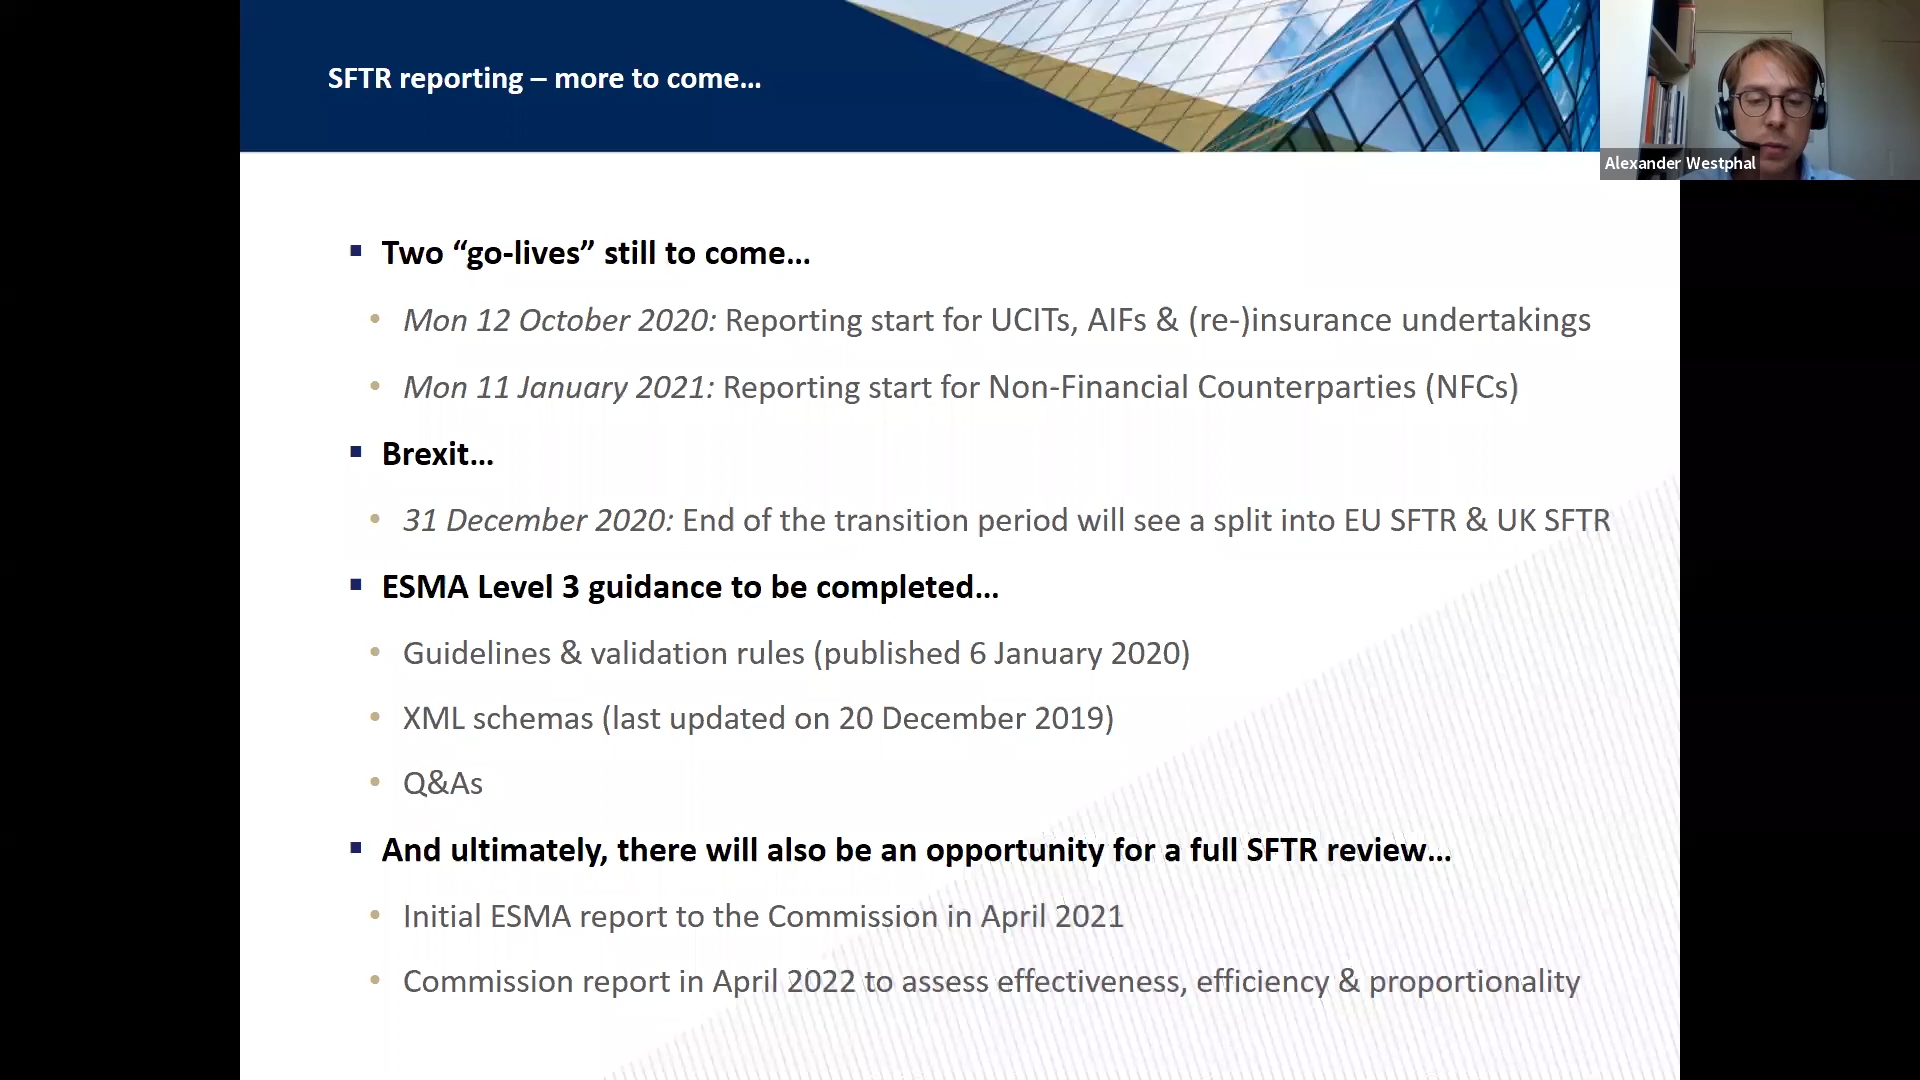 SFTR reporting – more to come...
Alexander Westphal
▪ Two “go-lives” still to come...
• Mon 12 October 2020: Reporting start for UCITs, AIFs & (re-)insurance undertakings
• Mon 11 January 2021: Reporting start for Non-Financial Counterparties (NFCs)
▪ Brexit...
• 31 December 2020: End of the transition period will see a split into EU SFTR & UK SFTR
▪ ESMA Level 3 guidance to be completed...
• Guidelines & validation rules (published 6 January 2020)
• XML schemas (last updated on 20 December 2019)
• Q&As
▪ And ultimately, there will also be an opportunity for a full SFTR review...
• Initial ESMA report to the Commission in April 2021
• Commission report in April 2022 to assess effectiveness, efficiency & proportionality